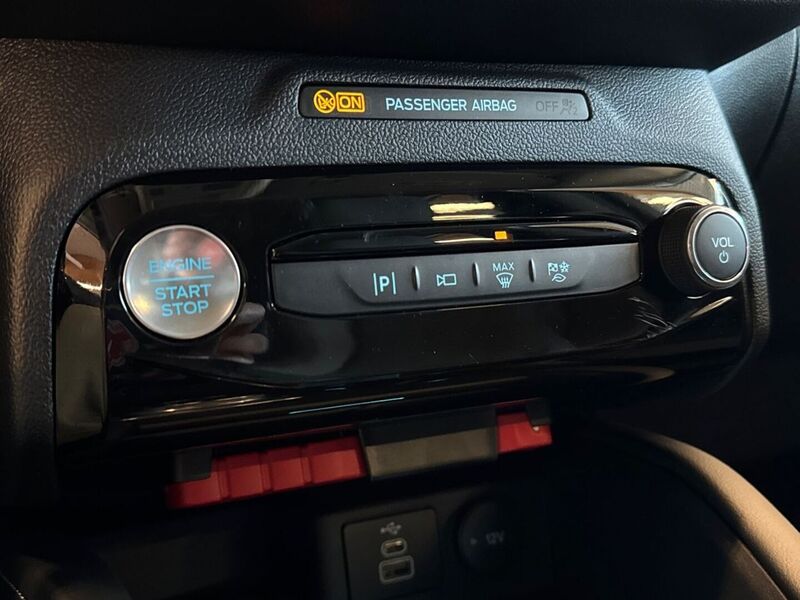 ON PASSENGER AIRBAG OFF
ENGINE
START
STOP
P
MAX
VOL
12V